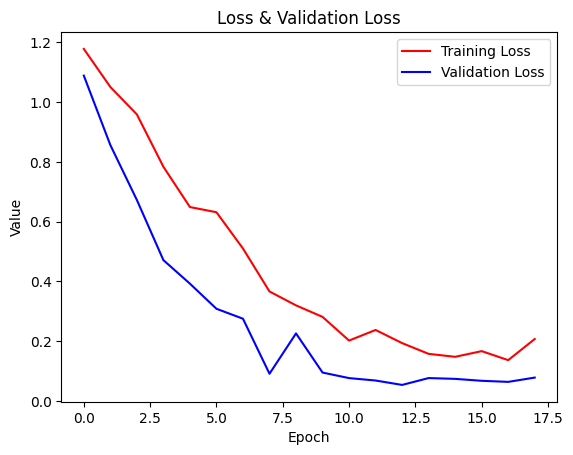 Loss & Validation Loss
1.2
1.0
0.8
0.6
0.4
0.2
0.0
Value
Training Loss
Validation Loss
0.0 2.5 5.0 7.5 10.0 12.5 15.0 17.5
Epoch